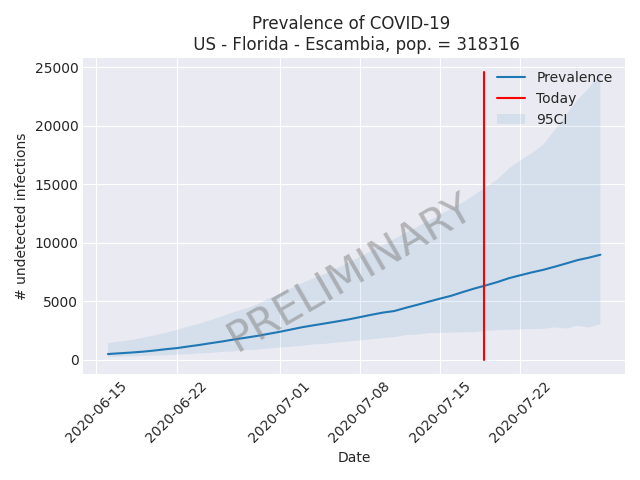 Prevalence of COVID-19
US - Florida - Escambia, pop. = 318316
25000
20000
15000
10000
5000
0
# undetected infections
Prevalence
Today
95CI
PRELIMINARY
2020-06-15
2020-06-22
2020-07-01
2020-07-08
2020-07-15
2020-07-22
Date